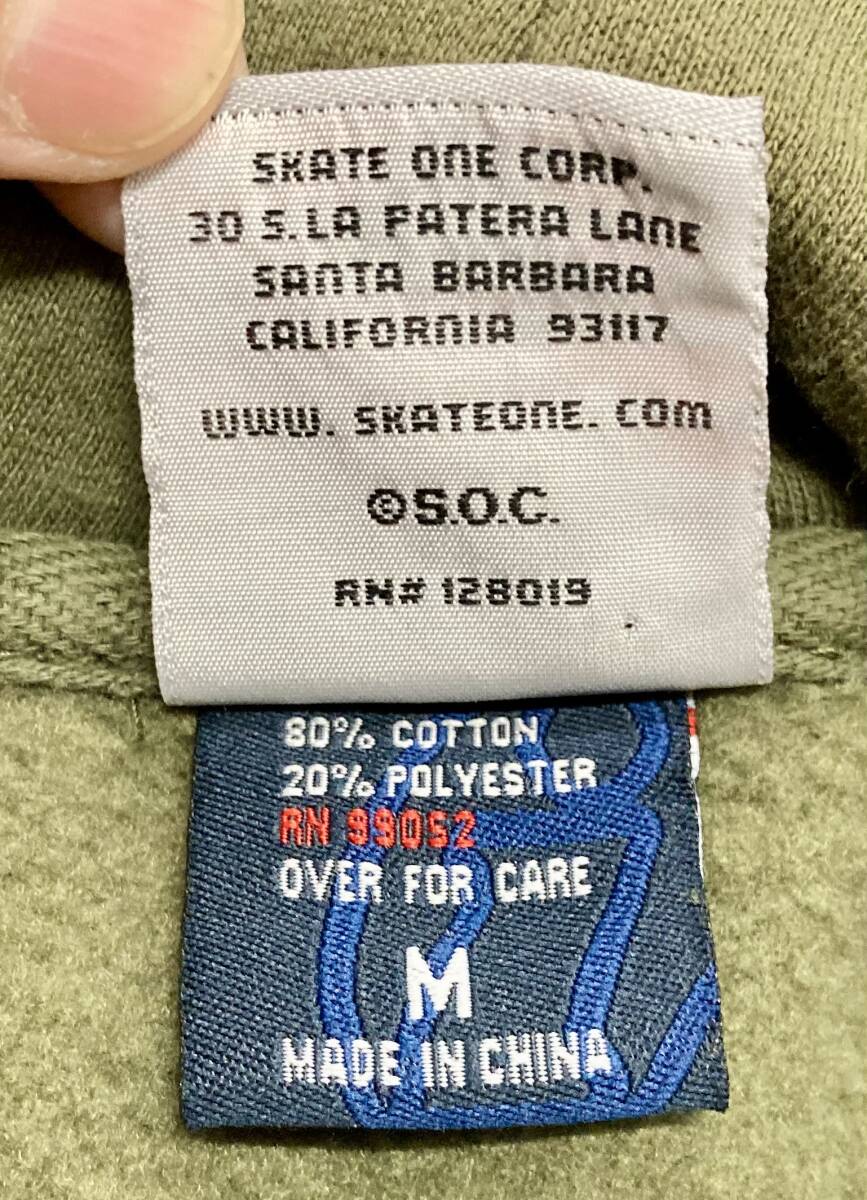 SKATE ONE CORP.
30 S.LA PATERA LANE
SANTA BARBARA
CALIFORNIA 93117
WWW. SKATEONE. COM
©S.O.C.
RN# 128019
80% COTTON
20% POLYESTER
RN 99052
OVER FOR CARE
M
MADE IN CHINA